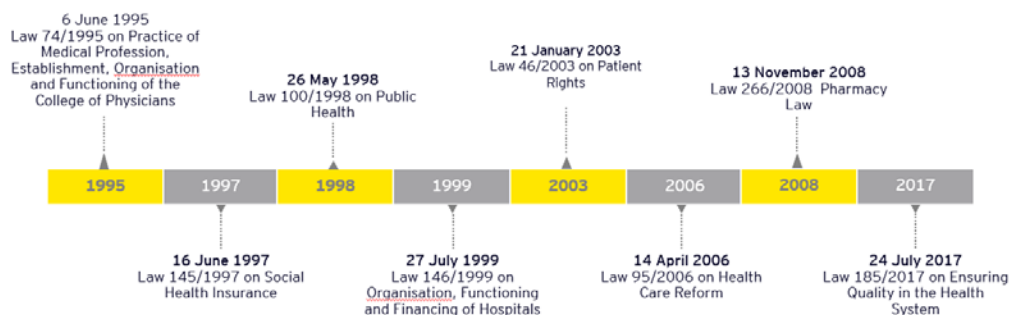 6 June 1995
Law 74/1995 on Practice of
Medical Profession,
Establishment, Organisation
and Functioning of the
College of Physicians
26 May 1998
Law 100/1998 on Public
Health
21 January 2003
Law 46/2003 on Patient
Rights
13 November 2008
Law 266/2008 Pharmacy
Law
1995 1997 1998 1999 2003 2006 2008 2017
16 June 1997
Law 145/1997 on Social
Health Insurance
27 July 1999
Law 146/1999 on
Organisation, Functioning
and Financing of Hospitals
14 April 2006
Law 95/2006 on Health
Care Reform
24 July 2017
Law 185/2017 on Ensuring
Quality in the Health
System